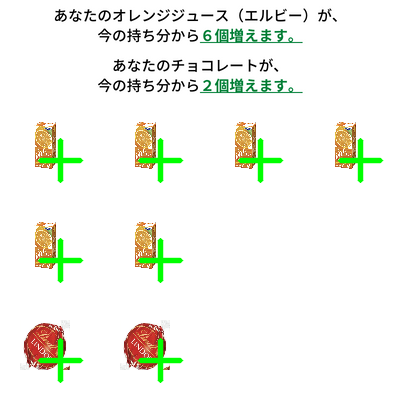 あなたのオレンジジュース（エルビー）が、
今の持ち分から６個増えます。
あなたのチョコレートが、
今の持ち分から２個増えます。